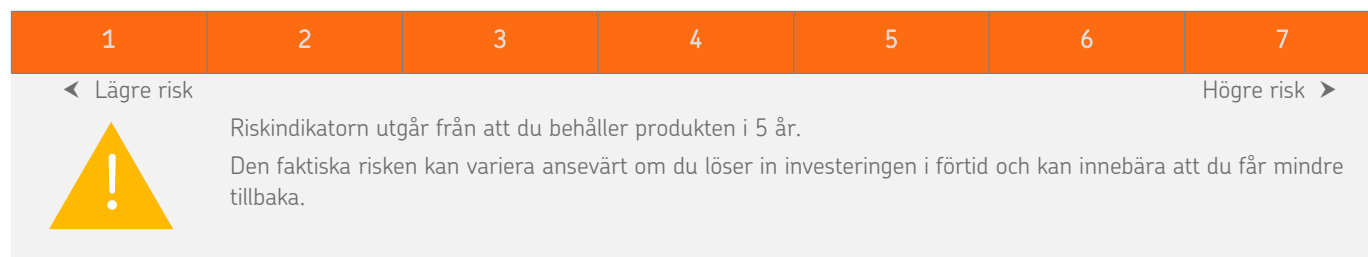 1 2 3 4 5 6 7
Lägre risk Högre risk
Riskindikatorn utgår från att du behåller produkten i 5 år.
Den faktiska risken kan variera ansevärt om du löser in investeringen i förtid och kan innebära att du får mindre
tillbaka.